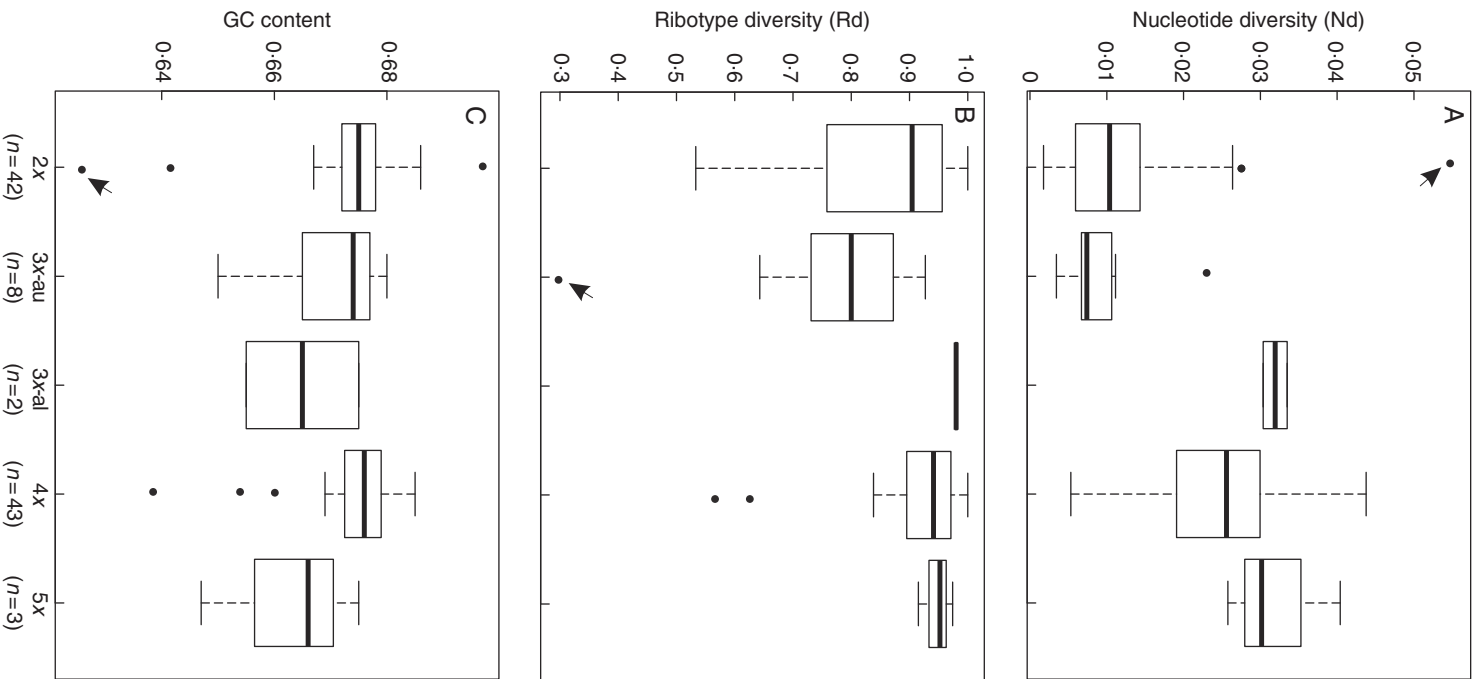 A
Nucleotide diversity (Nd)
0·05
0·04
0·03
0·02
0·01
0
B
Ribotype diversity (Rd)
1·0
0·9
0·8
0·7
0·6
0·5
0·4
0·3
C
GC content
0·68
0·66
0·64
2x
(n=42)
3x-au
(n=8)
3x-al
(n=2)
4x
(n=43)
5x
(n=3)